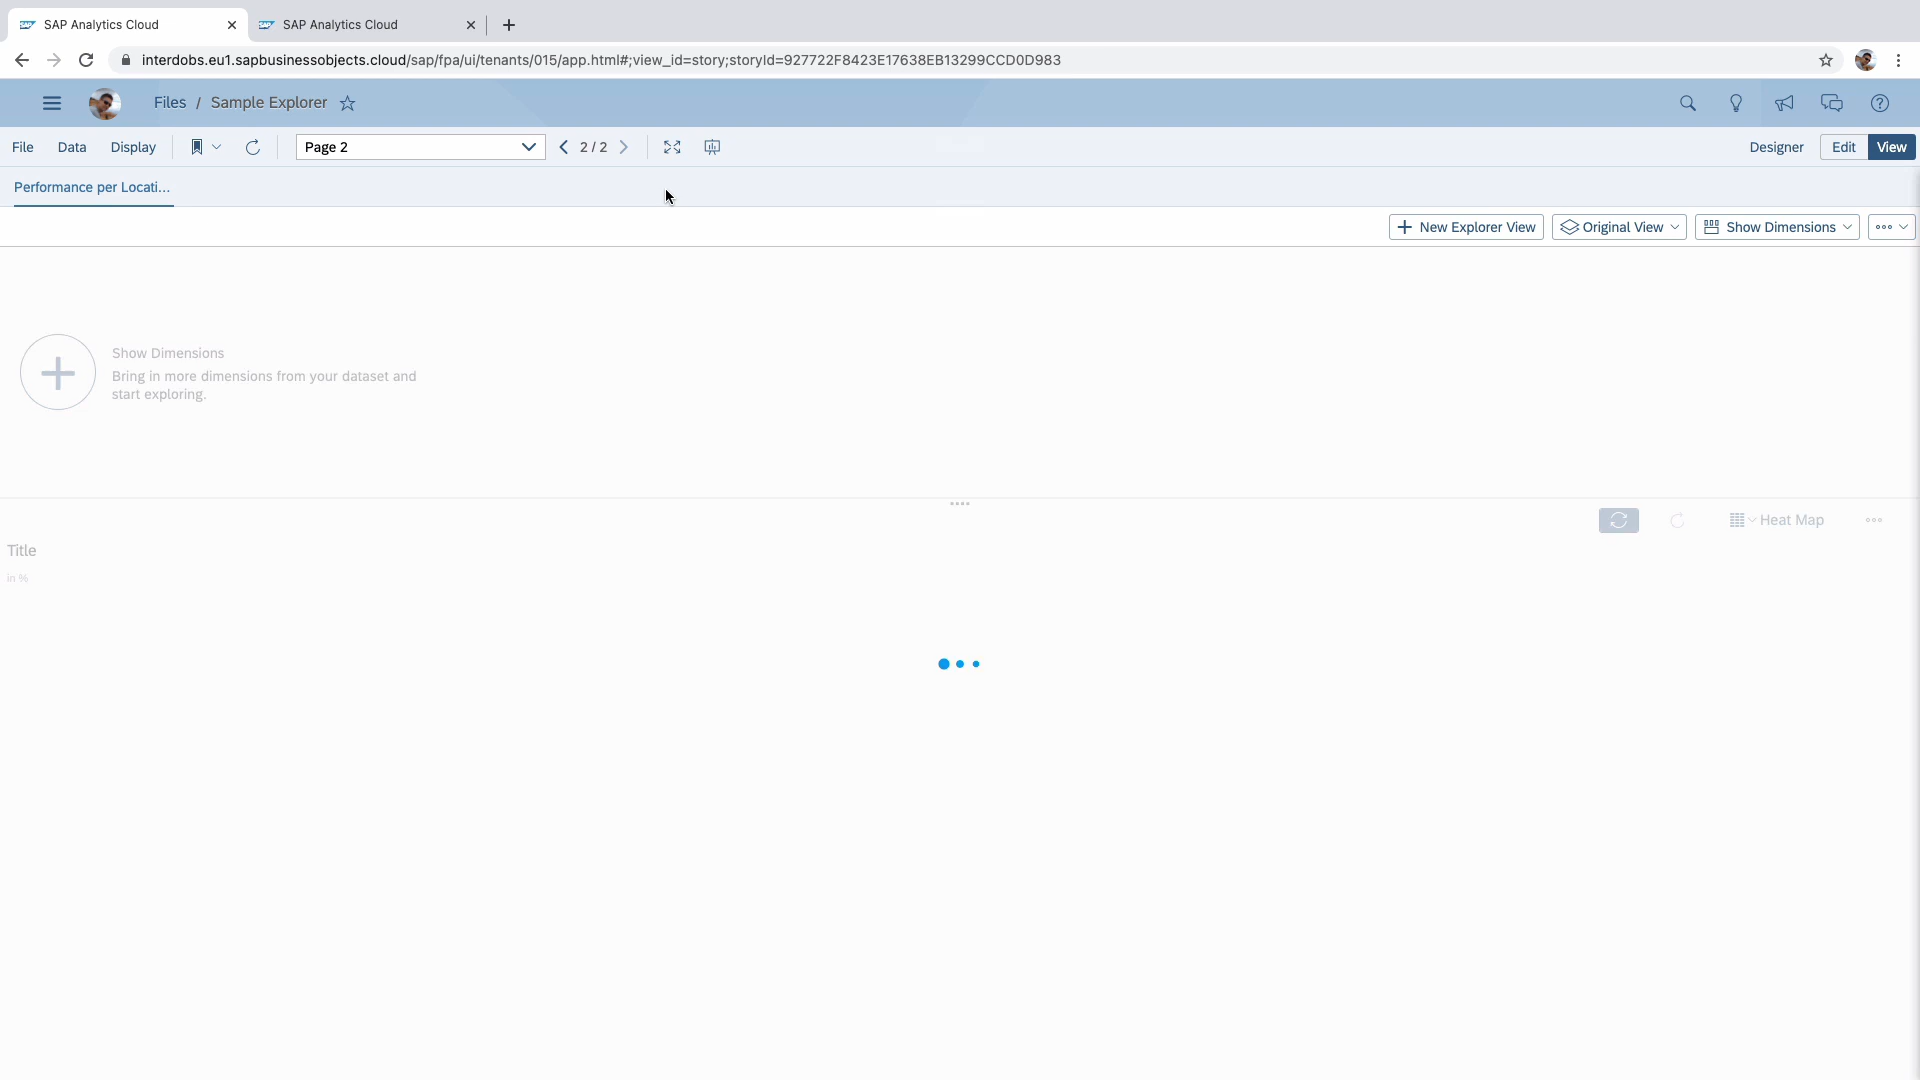 SAP Analytics Cloud
SAP Analytics Cloud
interdobs.eu1.sapbusinessobjects.cloud/sap/fpa/ui/tenants/015/app.html#;view_id=story;storyId=927722F8423E17638EB13299CCD0D983
Files / Sample Explorer
File Data Display Page 2 2 / 2 Designer Edit View
Performance per Locati...
New Explorer View Original View Show Dimensions
Show Dimensions
Bring in more dimensions from your dataset and
start exploring.
Heat Map
Title
in %